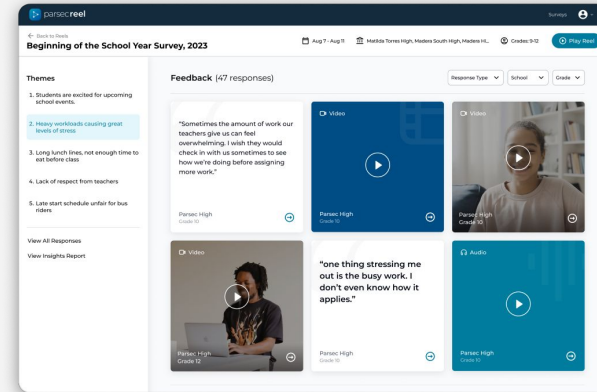 parsecreel
Surveys
← Back to Reels
Beginning of the School Year Survey, 2023
Aug 7 - Aug 11
Matilda Torres High, Madera South High, Madera Hi...
Grades: 9-12
Play Reel
Themes
1. Students are excited for upcoming
school events.
2. Heavy workloads causing great
levels of stress
3. Long lunch lines, not enough time to
eat before class
4. Lack of respect from teachers
5. Late start schedule unfair for bus
riders
View All Responses
View Insights Report
Feedback (47 responses)
Response Type
School
Grade
"Sometimes the amount of work our
teachers give us can feel
overwhelming. I wish they would
check in with us sometimes to see
how we're doing before assigning
more work."
Parsec High
Grade 10
Video
Parsec High
Grade 10
Video
Parsec High
Grade 10
Video
Parsec High
Grade 12
"one thing stressing me
out is the busy work. I
don't even know how it
applies."
Parsec High
Grade 10
Audio
Parsec High
Grade 10